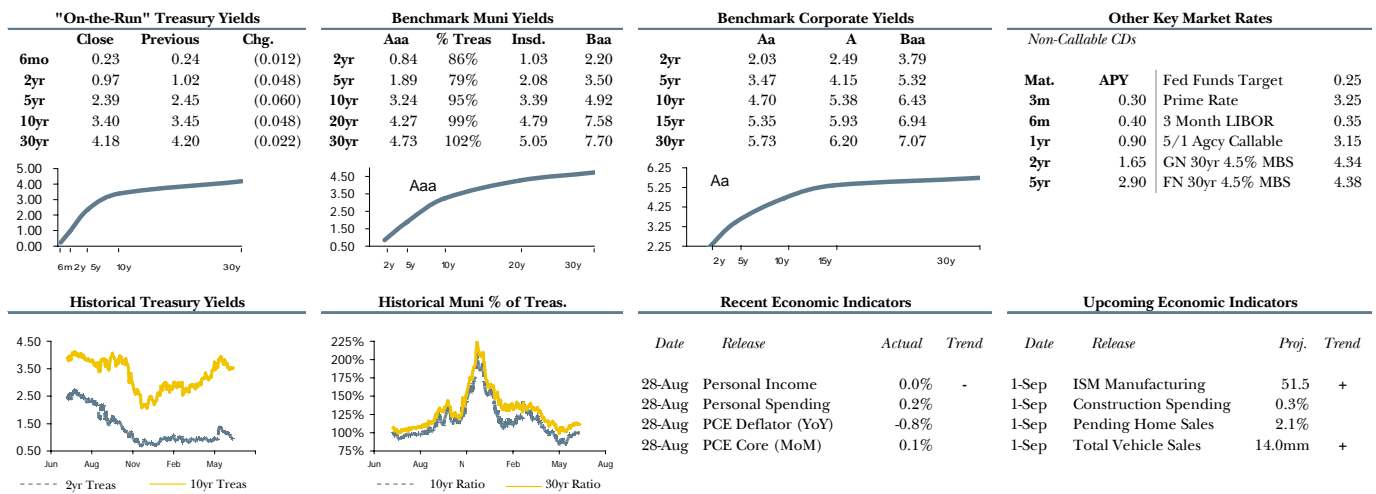 "On-the-Run" Treasury Yields
Close Previous Chg.
6mo 0.23 0.24 (0.012)
2yr 0.97 1.02 (0.048)
5yr 2.39 2.45 (0.060)
10yr 3.40 3.45 (0.048)
30yr 4.18 4.20 (0.022)
5.00
4.00
3.00
2.00
1.00
0.00
6m 2y 5y 10y 30y
Benchmark Muni Yields
Aaa % Treas Insd. Baa
2yr 0.84 86% 1.03 2.20
5yr 1.89 79% 2.08 3.50
10yr 3.24 95% 3.39 4.92
20yr 4.27 99% 4.79 7.58
30yr 4.73 102% 5.05 7.70
4.50
3.50
2.50
1.50
0.50
Aaa
2y 5y 10y 20y 30y
Benchmark Corporate Yields
Aa A Baa
2yr 2.03 2.49 3.79
5yr 3.47 4.15 5.32
10yr 4.70 5.38 6.43
15yr 5.35 5.93 6.94
30yr 5.73 6.20 7.07
6.25
5.25
4.25
3.25
2.25
Aa
2y 5y 10y 15y 30y
Other Key Market Rates
Non-Callable CDs
Mat. APY Fed Funds Target 0.25
3m 0.30 Prime Rate 3.25
6m 0.40 3 Month LIBOR 0.35
1yr 0.90 5/1 Agcy Callable 3.15
2yr 1.65 GN 30yr 4.5% MBS 4.34
5yr 2.90 FN 30yr 4.5% MBS 4.38
Historical Treasury Yields
4.50
3.50
2.50
1.50
0.50
Jun Aug Nov Feb May
2yr Treas 10yr Treas
Historical Muni % of Treas.
225%
200%
175%
150%
125%
100%
75%
Jun Aug N Feb May Aug
10yr Ratio 30yr Ratio
Recent Economic Indicators
Date Release Actual Trend
28-Aug Personal Income 0.0% -
28-Aug Personal Spending 0.2%
28-Aug PCE Deflator (YoY) -0.8%
28-Aug PCE Core (MoM) 0.1%
Upcoming Economic Indicators
Date Release Proj. Trend
1-Sep ISM Manufacturing 51.5 +
1-Sep Construction Spending 0.3%
1-Sep Pending Home Sales 2.1%
1-Sep Total Vehicle Sales 14.0mm +